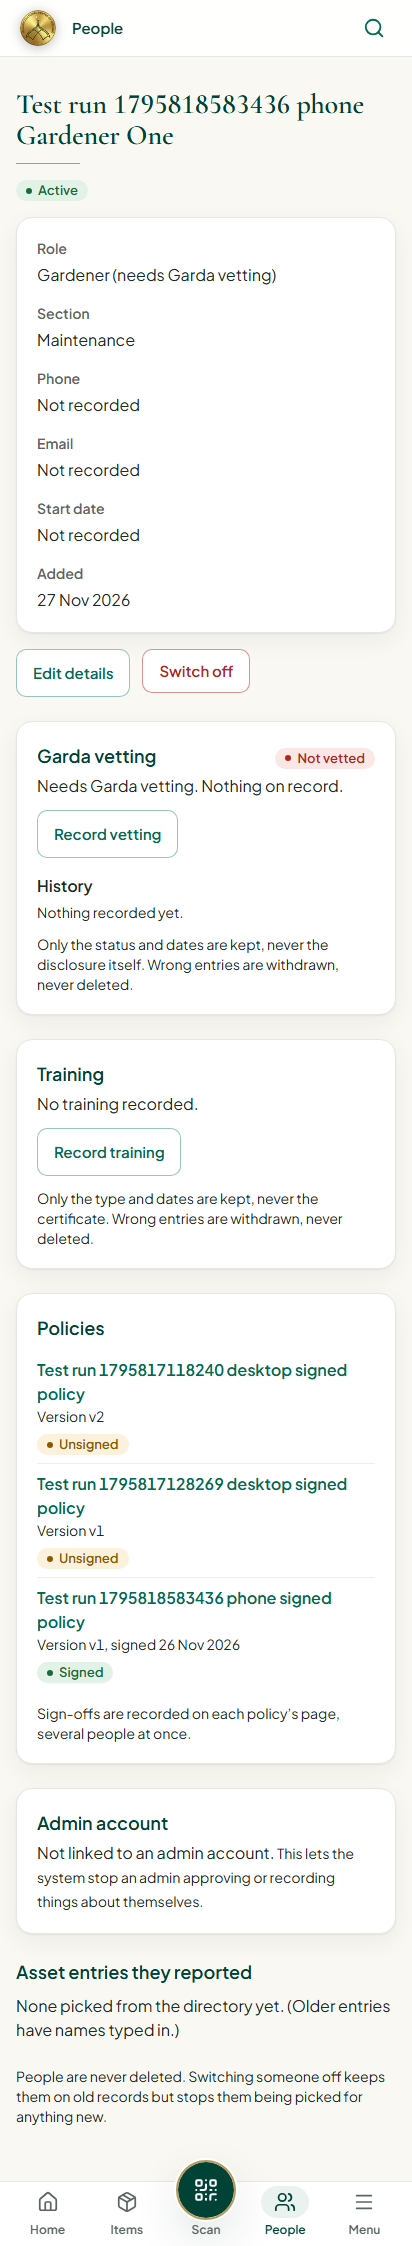 People
Test run 1795818583436 phone
Gardener One
Active
Role
Gardener (needs Garda vetting)
Section
Maintenance
Phone
Not recorded
Email
Not recorded
Start date
Not recorded
Added
27 Nov 2026
Edit details
Switch off
Garda vetting
Not vetted
Needs Garda vetting. Nothing on record.
Record vetting
History
Nothing recorded yet.
Only the status and dates are kept, never the
disclosure itself. Wrong entries are withdrawn,
never deleted.
Training
No training recorded.
Record training
Only the type and dates are kept, never the
certificate. Wrong entries are withdrawn, never
deleted.
Policies
Test run 1795817118240 desktop signed
policy
Version v2
Unsigned
Test run 1795817128269 desktop signed
policy
Version v1
Unsigned
Test run 1795818583436 phone signed
policy
Version v1, signed 26 Nov 2026
Signed
Sign-offs are recorded on each policy's page,
several people at once.
Admin account
Not linked to an admin account. This lets the
system stop an admin approving or recording
things about themselves.
Asset entries they reported
None picked from the directory yet. (Older entries
have names typed in.)
People are never deleted. Switching someone off keeps
them on old records but stops them being picked for
anything new.
Home
Items
Scan
People
Menu